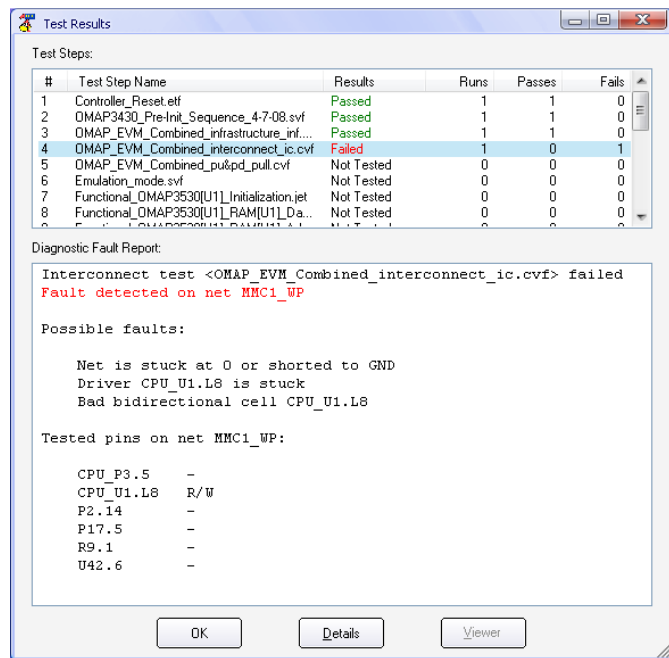 Test Results
Test Steps:
# Test Step Name Results Runs Passes Fails
1 Controller_Reset.etf Passed 1 1 0
2 OMAP3430_Pre-Init_Sequence_4-7-08.svf Passed 1 1 0
3 OMAP_EVM_Combined_infrastructure_inf.... Passed 1 1 0
4 OMAP_EVM_Combined_interconnect_ic.cvf Failed 1 0 1
5 OMAP_EVM_Combined_pu&pd_pull.cvf Not Tested 0 0 0
6 Emulation_mode.svf Not Tested 0 0 0
7 Functional_OMAP3530[U1]_Initialization.jet Not Tested 0 0 0
8 Functional_OMAP3530[U1]_RAM[U1]_Da... Not Tested 0 0 0
Diagnostic Fault Report:
Interconnect test <OMAP_EVM_Combined_interconnect_ic.cvf> failed
Fault detected on net MMC1_WP
Possible faults:
Net is stuck at 0 or shorted to GND
Driver CPU_U1.L8 is stuck
Bad bidirectional cell CPU_U1.L8
Tested pins on net MMC1_WP:
CPU_P3.5 -
CPU_U1.L8 R/W
P2.14 -
P17.5 -
R9.1 -
U42.6 -
OK Details Viewer